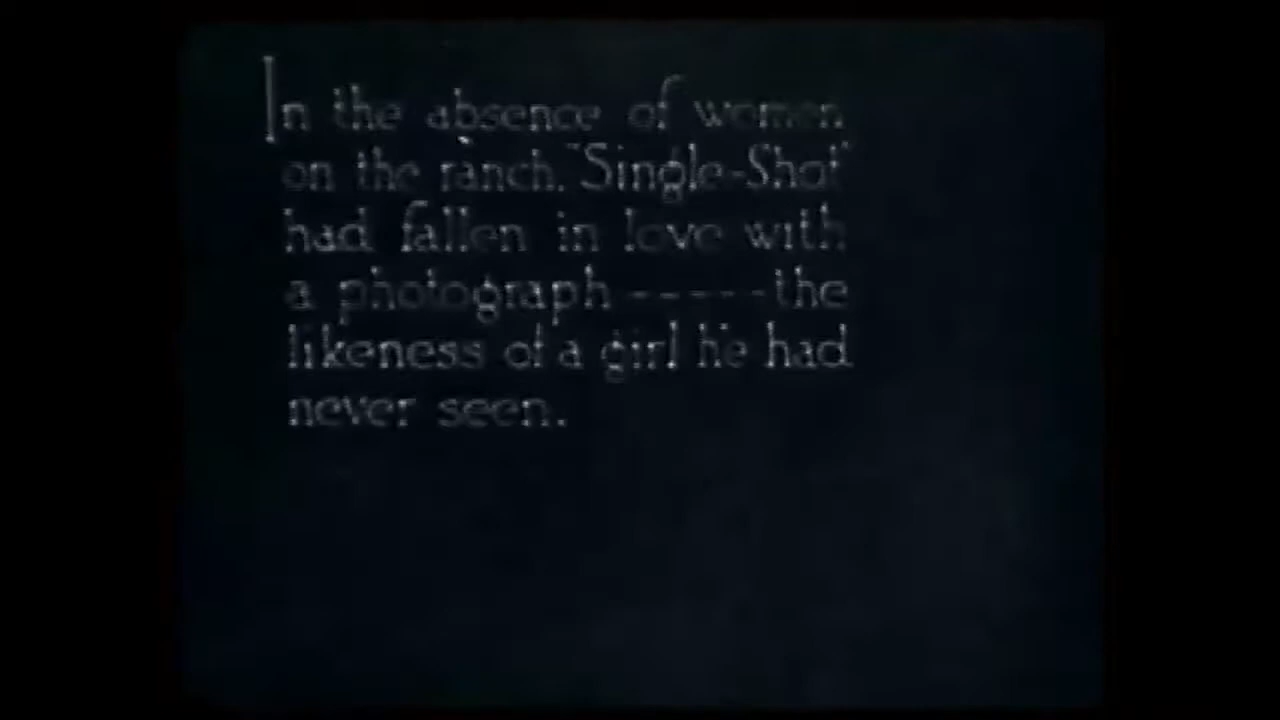 In the absence of women
on the ranch, "Single-Shot"
had fallen in love with
a photograph-----the
likeness of a girl he had
never seen.